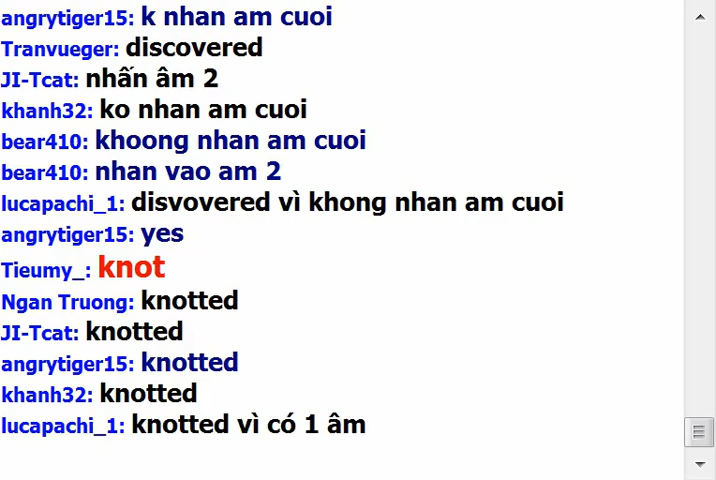 angrytiger15: k nhan am cuoi
Tranvueger: discovered
JI-Tcat: nhấn âm 2
khanh32: ko nhan am cuoi
bear410: khoong nhan am cuoi
bear410: nhan vao am 2
lucapachi_1: disvovered vì không nhan am cuoi
angrytiger15: yes
Tieumy_: knot
Ngan Truong: knotted
JI-Tcat: knotted
angrytiger15: knotted
khanh32: knotted
lucapachi_1: knotted vì có 1 âm